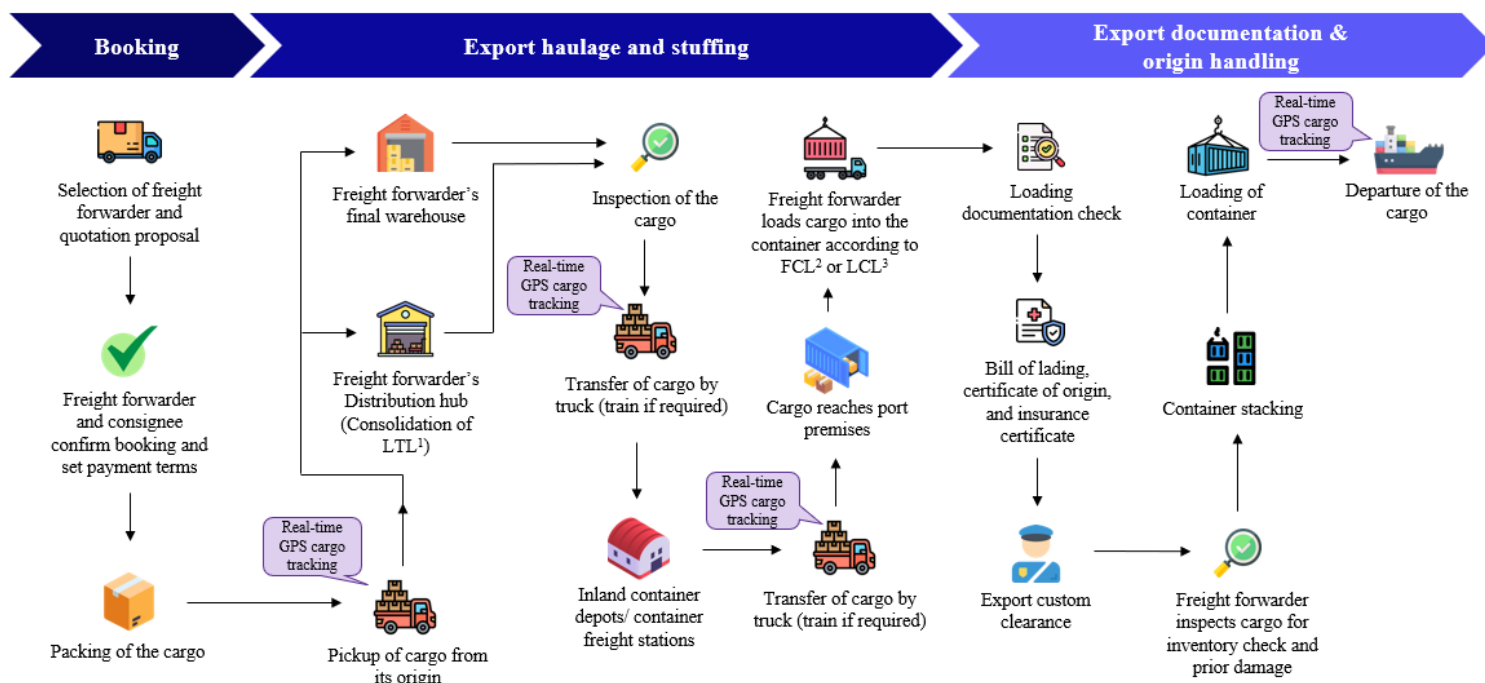 Booking
Export haulage and stuffing
Export documentation &
origin handling
Selection of freight
forwarder and
quotation proposal
Freight forwarder
and consignee
confirm booking and
set payment terms
Packing of the cargo
Real-time
GPS cargo
tracking
Pickup of cargo from
its origin
Freight forwarder’s
final warehouse
Freight forwarder’s
Distribution hub
(Consolidation of
LTL¹)
Inspection of the
cargo
Real-time
GPS cargo
tracking
Transfer of cargo by
truck (train if required)
Inland container
depots/ container
freight stations
Real-time
GPS cargo
tracking
Transfer of cargo by
truck (train if required)
Cargo reaches port
premises
Freight forwarder
loads cargo into the
container according to
FCL² or LCL³
Loading
documentation check
Bill of lading,
certificate of origin,
and insurance
certificate
Export custom
clearance
Freight forwarder
inspects cargo for
inventory check and
prior damage
Container stacking
Loading of
container
Real-time
GPS cargo
tracking
Departure of the
cargo